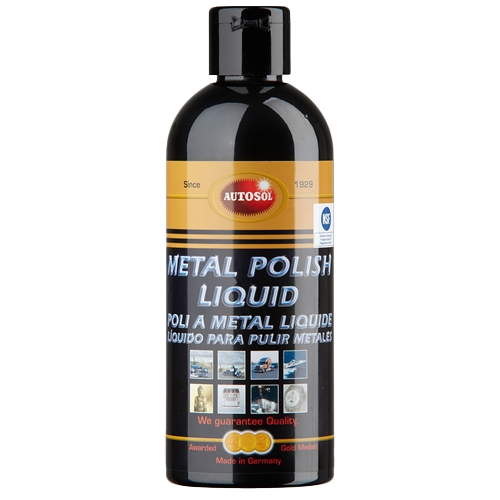 Since 1929
AUTOSOL
NSF
METAL POLISH
LIQUID
POLI A METAL LIQUIDE
LÍQUIDO PARA PULIR METALES
We guarantee Quality.
Awarded Gold Medals
Made in Germany